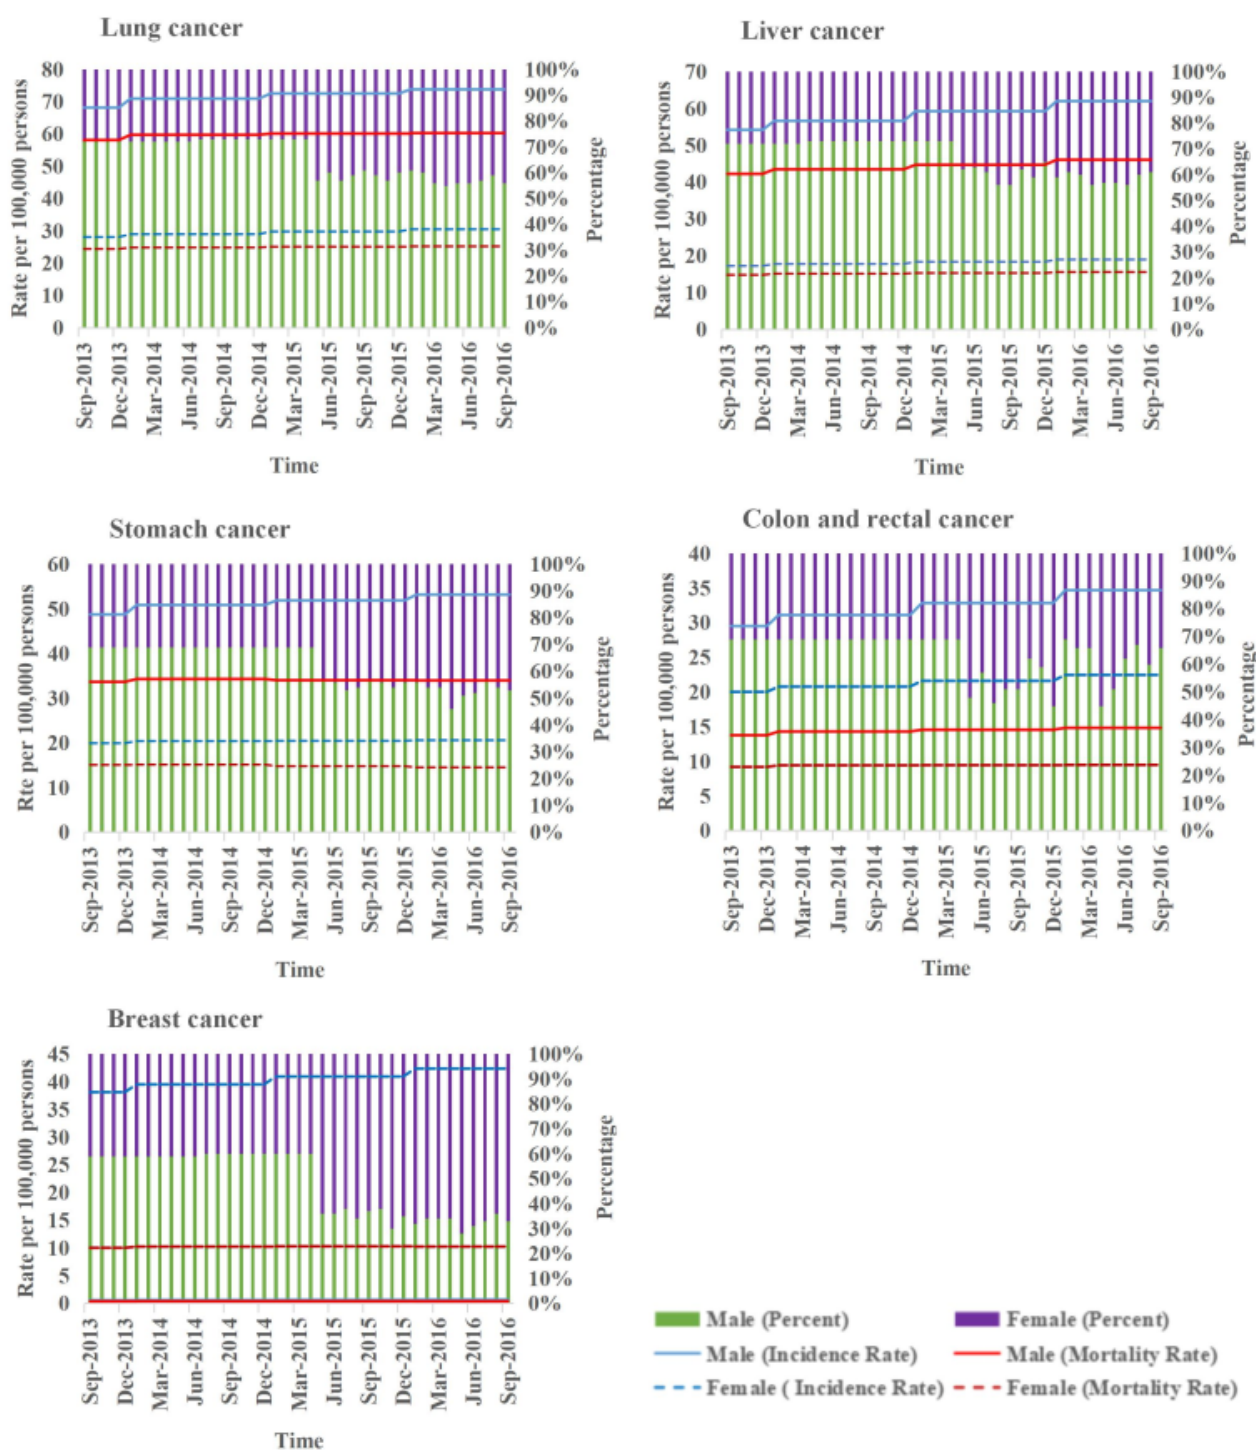 Lung cancer
Rate per 100,000 persons
80
70
60
50
40
30
20
10
0
100%
90%
80%
70%
60%
50%
40%
30%
20%
10%
0%
Percentage
Sep-2013
Dec-2013
Mar-2014
Jun-2014
Sep-2014
Dec-2014
Mar-2015
Jun-2015
Sep-2015
Dec-2015
Mar-2016
Jun-2016
Sep-2016
Time
Liver cancer
Rate per 100,000 persons
70
60
50
40
30
20
10
0
100%
90%
80%
70%
60%
50%
40%
30%
20%
10%
0%
Percentage
Sep-2013
Dec-2013
Mar-2014
Jun-2014
Sep-2014
Dec-2014
Mar-2015
Jun-2015
Sep-2015
Dec-2015
Mar-2016
Jun-2016
Sep-2016
Time
Stomach cancer
Rte per 100,000 persons
60
50
40
30
20
10
0
100%
90%
80%
70%
60%
50%
40%
30%
20%
10%
0%
Percentage
Sep-2013
Dec-2013
Mar-2014
Jun-2014
Sep-2014
Dec-2014
Mar-2015
Jun-2015
Sep-2015
Dec-2015
Mar-2016
Jun-2016
Sep-2016
Time
Colon and rectal cancer
Rate per 100,000 persons
40
35
30
25
20
15
10
5
0
100%
90%
80%
70%
60%
50%
40%
30%
20%
10%
0%
Percentage
Sep-2013
Dec-2013
Mar-2014
Jun-2014
Sep-2014
Dec-2014
Mar-2015
Jun-2015
Sep-2015
Dec-2015
Mar-2016
Jun-2016
Sep-2016
Time
Breast cancer
Rate per 100,000 persons
45
40
35
30
25
20
15
10
5
0
100%
90%
80%
70%
60%
50%
40%
30%
20%
10%
0%
Percentage
Sep-2013
Dec-2013
Mar-2014
Jun-2014
Sep-2014
Dec-2014
Mar-2015
Jun-2015
Sep-2015
Dec-2015
Mar-2016
Jun-2016
Sep-2016
Time
Male (Percent)
Female (Percent)
Male (Incidence Rate)
Male (Mortality Rate)
Female ( Incidence Rate)
Female (Mortality Rate)